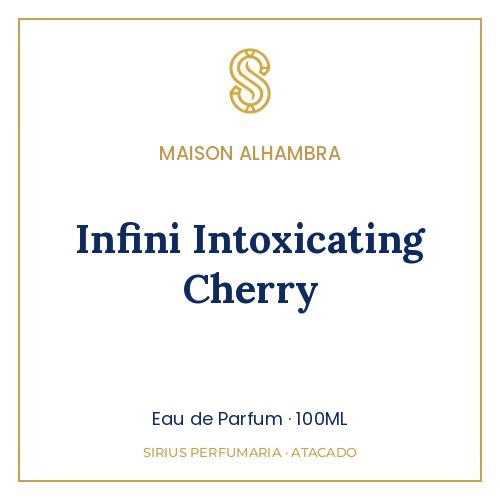 MAISON ALHAMBRA
Infini Intoxicating
Cherry
Eau de Parfum · 100ML
SIRIUS PERFUMARIA · ATACADO